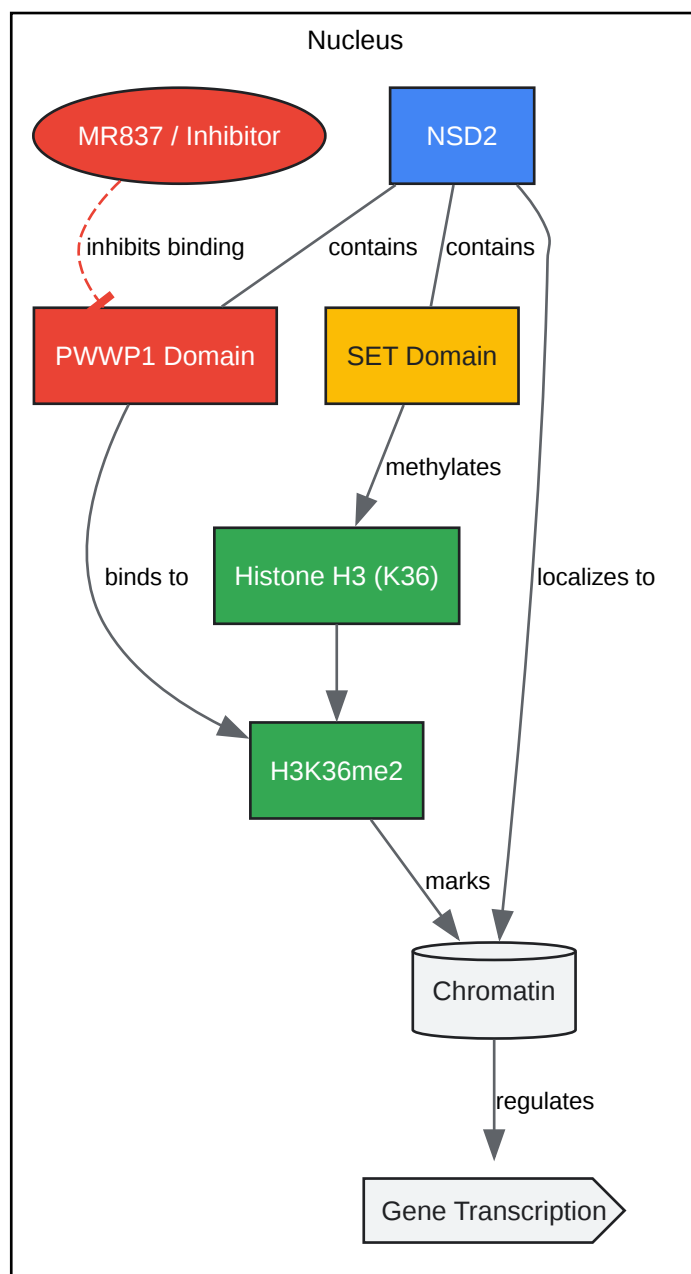 Nucleus
MR837 / Inhibitor
NSD2
inhibits binding
contains
contains
PWWP1 Domain
SET Domain
methylates
Histone H3 (K36)
binds to
localizes to
H3K36me2
marks
Chromatin
regulates
Gene Transcription